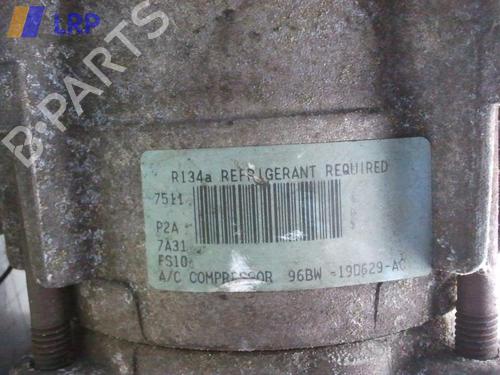 LRP
B-PARTS
R134a REFRIGERANT REQUIRED
7511
P2A
7A31
FS10
A/C COMPRESSOR 96BW -19D629-AC